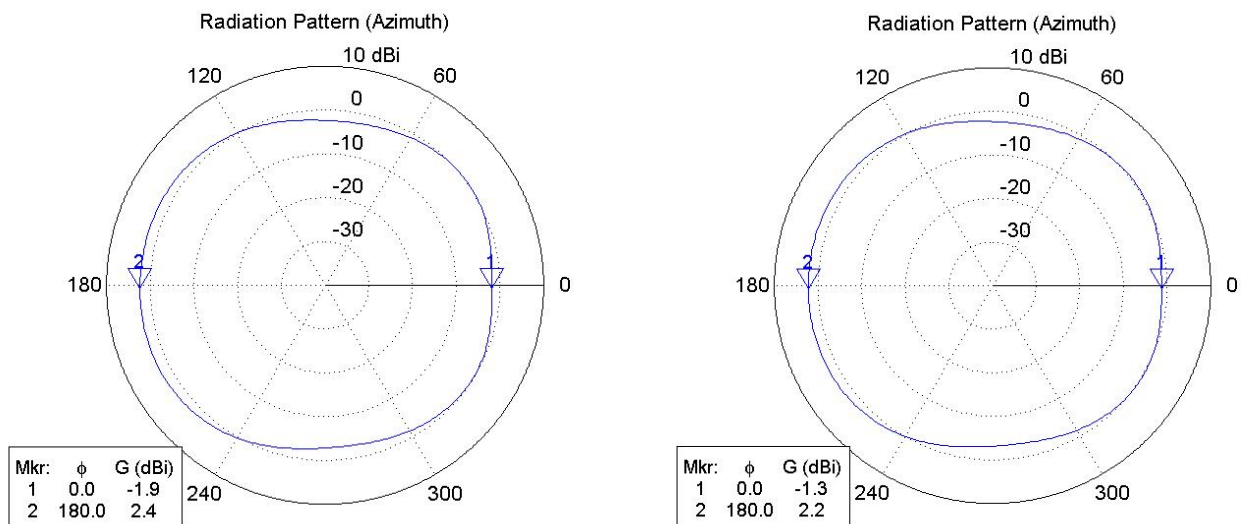 Radiation Pattern (Azimuth)
10 dBi
120
60
0
-10
-20
-30
2
1
180
0
240
300
Mkr: ϕ G (dBi)
1 0.0 -1.9
2 180.0 2.4
Radiation Pattern (Azimuth)
10 dBi
120
60
0
-10
-20
-30
2
1
180
0
240
300
Mkr: ϕ G (dBi)
1 0.0 -1.3
2 180.0 2.2